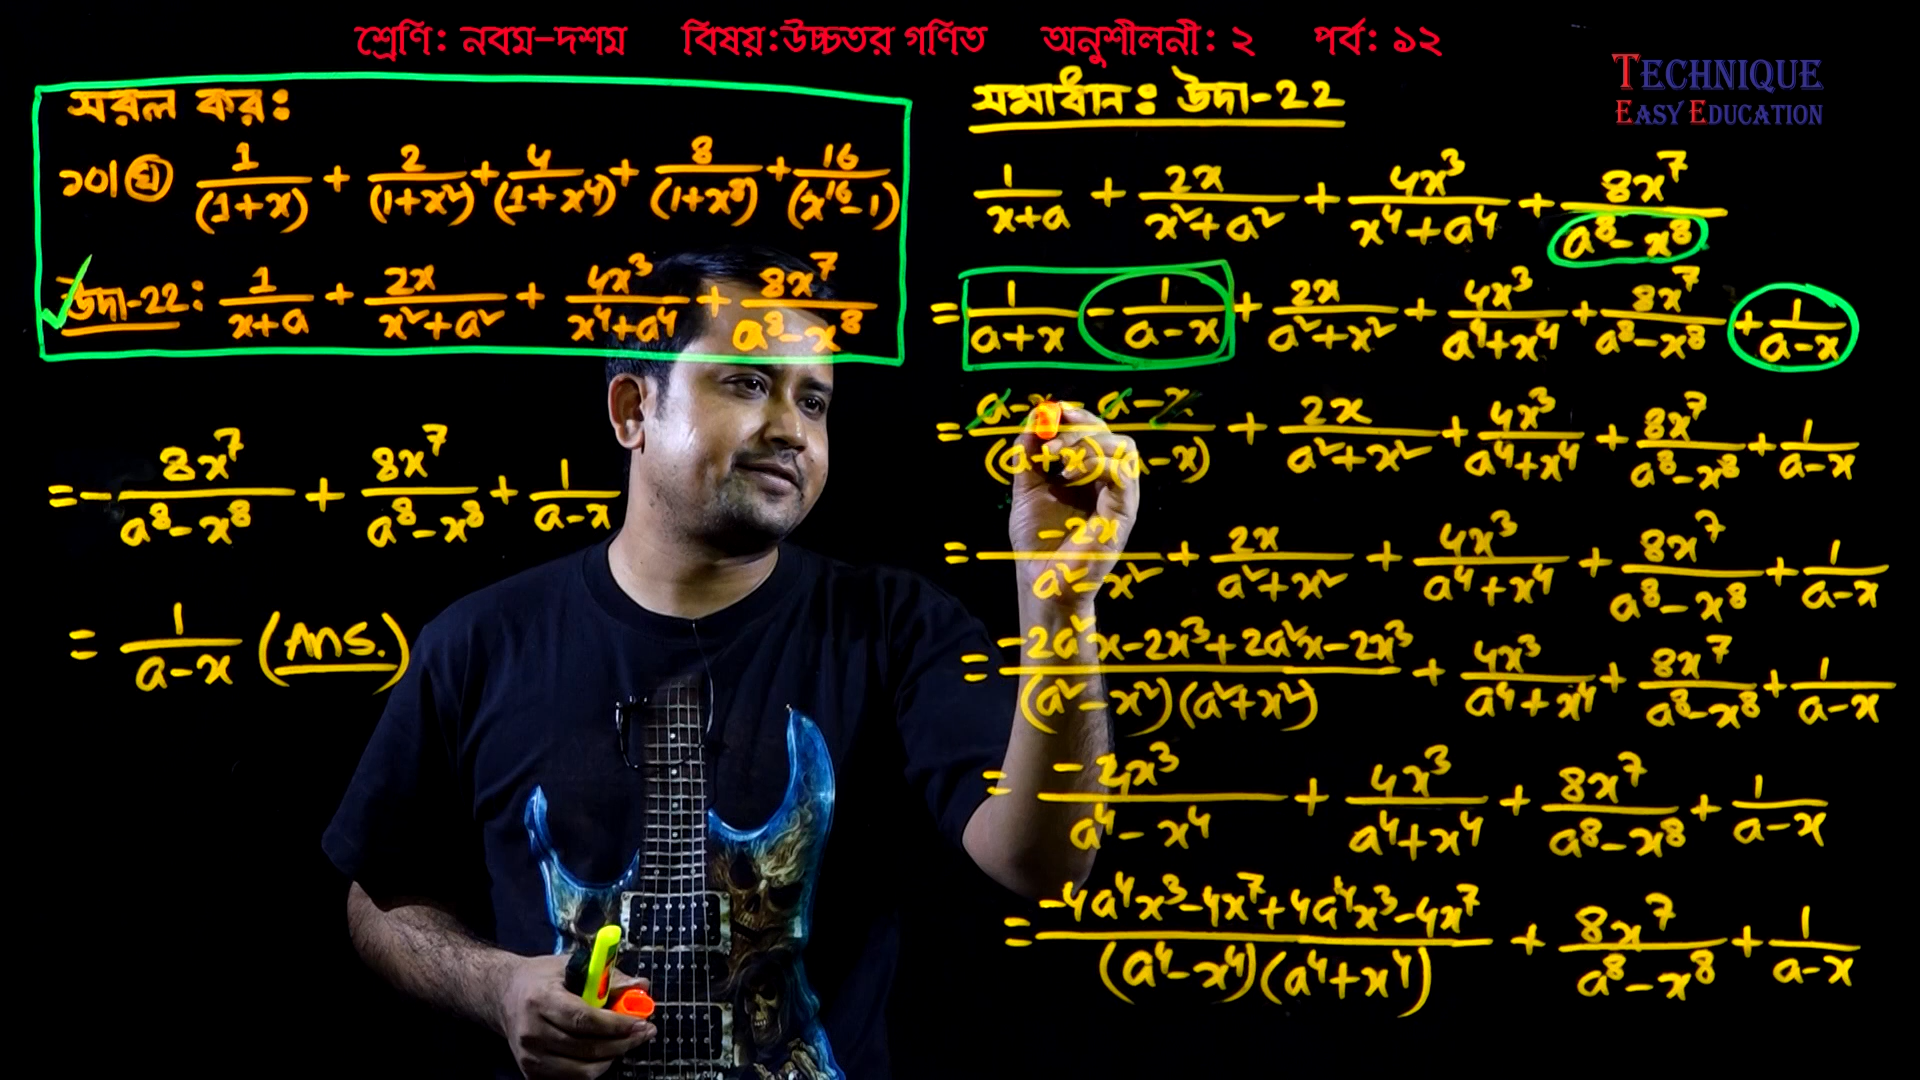 শ্রেণি: নবম-দশম বিষয়:উচ্চতর গণিত অনুশীলনী: ২ পর্ব: ১২
TECHNIQUE
EASY EDUCATION
সরল কর:
১০।(ঘ) 1/(1+x) + 2/(1+x²) + 4/(1+x⁴) + 8/(1+x⁸) + 16/(x¹⁶-1)
উদা-22: 1/(x+a) + 2x/(x²+a²) + 4x³/(x⁴+a⁴) + 8x⁷/(a⁸-x⁸)
= - 8x⁷/(a⁸-x⁸) + 8x⁷/(a⁸-x⁸) + 1/(a-x)
= 1/(a-x) (Ans.)
সমাধান: উদা-22
1/(x+a) + 2x/(x²+a²) + 4x³/(x⁴+a⁴) + 8x⁷/(a⁸-x⁸)
= 1/(a+x) - 1/(a-x) + 2x/(a²+x²) + 4x³/(a⁴+x⁴) + 8x⁷/(a⁸-x⁸) + 1/(a-x)
= (a-x - a-x)/((a+x)(a-x)) + 2x/(a²+x²) + 4x³/(a⁴+x⁴) + 8x⁷/(a⁸-x⁸) + 1/(a-x)
= -2x/(a²-x²) + 2x/(a²+x²) + 4x³/(a⁴+x⁴) + 8x⁷/(a⁸-x⁸) + 1/(a-x)
= (-2a²x-2x³+2a²x-2x³)/((a²-x²)(a²+x²)) + 4x³/(a⁴+x⁴) + 8x⁷/(a⁸-x⁸) + 1/(a-x)
= -4x³/(a⁴-x⁴) + 4x³/(a⁴+x⁴) + 8x⁷/(a⁸-x⁸) + 1/(a-x)
= (-4a⁴x³-4x⁷+4a⁴x³-4x⁷)/((a⁴-x⁴)(a⁴+x⁴)) + 8x⁷/(a⁸-x⁸) + 1/(a-x)